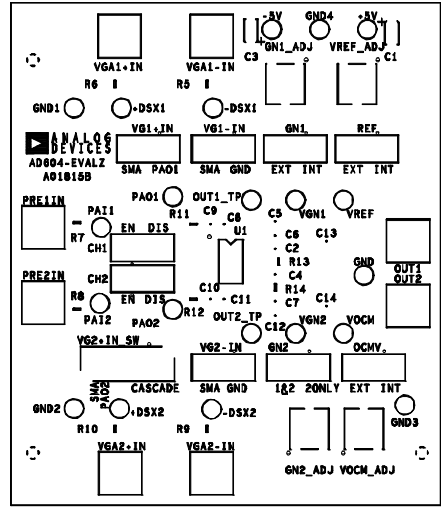 -5V GND4 +5V
VGA1+IN VGA1-IN C3 GN1_ADJ VREF_ADJ C1
R6 R5
GND1 +DSX1 -DSX1
ANALOG DEVICES
AD604-EVALZ
A01815B
VG1+IN VG1-IN GN1 REF
SMA PAO1 SMA GND EXT INT EXT INT
PRE1IN PAI1 PAO1 OUT1_TP
R11 C9 C8 U1 C5 VGN1 VREF
R7 EN DIS
CH1
C6 C13
C2
R13 GND OUT1
PRE2IN CH2 C4 OUT2
R8 EN DIS C10 C11 R14
C7 C14
PAI2 PAO2 R12 OUT2_TP C12 VGN2 VOCM
VG2+IN_SW VG2-IN GN2 OCMV
SMA PAO2 CASCADE SMA GND 1&2 2ONLY EXT INT
GND2 +DSX2 -DSX2 GND3
R10 R9
VGA2+IN VGA2-IN GN2_ADJ VOCM_ADJ